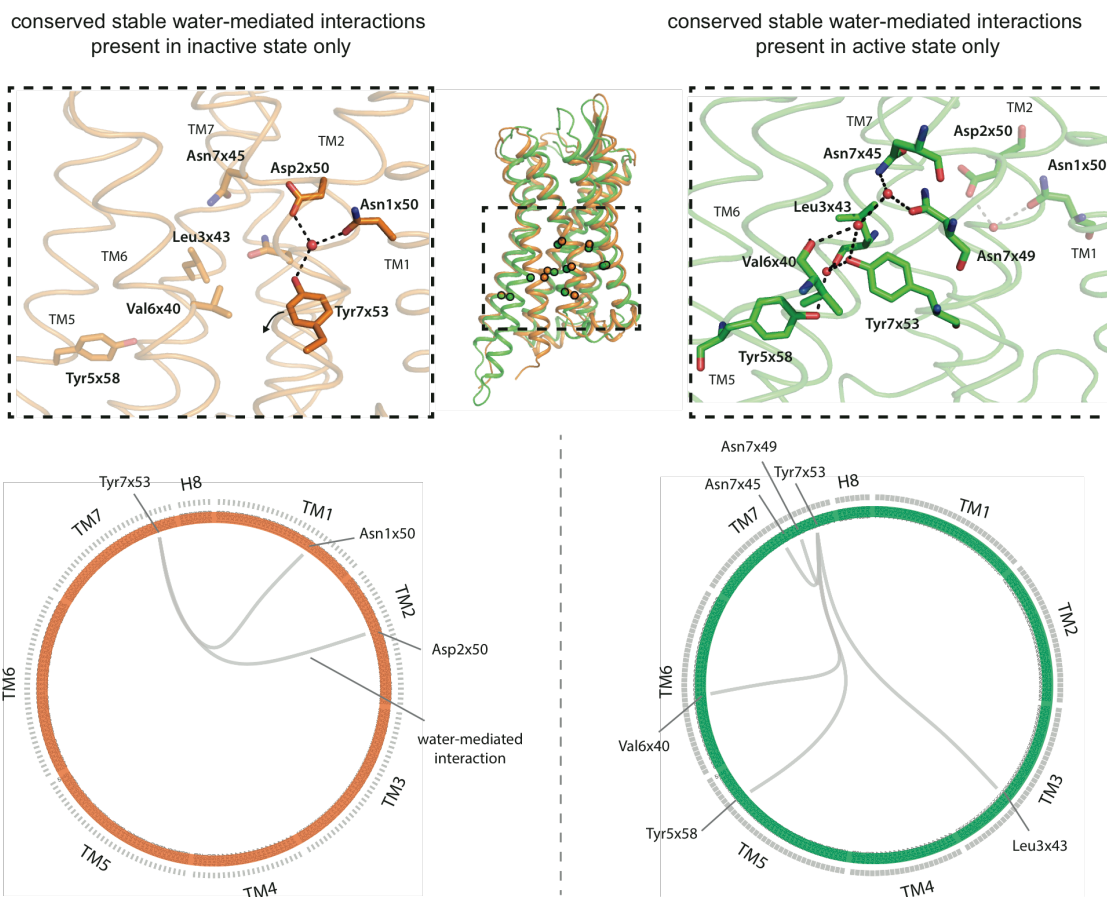 conserved stable water-mediated interactions
present in inactive state only
conserved stable water-mediated interactions
present in active state only
TM7
Asn7x45
TM2
Asp2x50
Asn1x50
Leu3x43
TM6
TM1
Val6x40
Tyr7x53
TM5
Tyr5x58
TM7
TM2
Asp2x50
Asn7x45
Asn1x50
TM6
Leu3x43
TM1
Val6x40
Asn7x49
Tyr7x53
Tyr5x58
TM5
Tyr7x53
H8
TM1
TM7
Asn1x50
TM2
Asp2x50
TM6
water-mediated
interaction
TM3
TM5
TM4
Asn7x49
Tyr7x53
Asn7x45
H8
TM1
TM7
TM2
TM6
Val6x40
TM3
Tyr5x58
Leu3x43
TM5
TM4